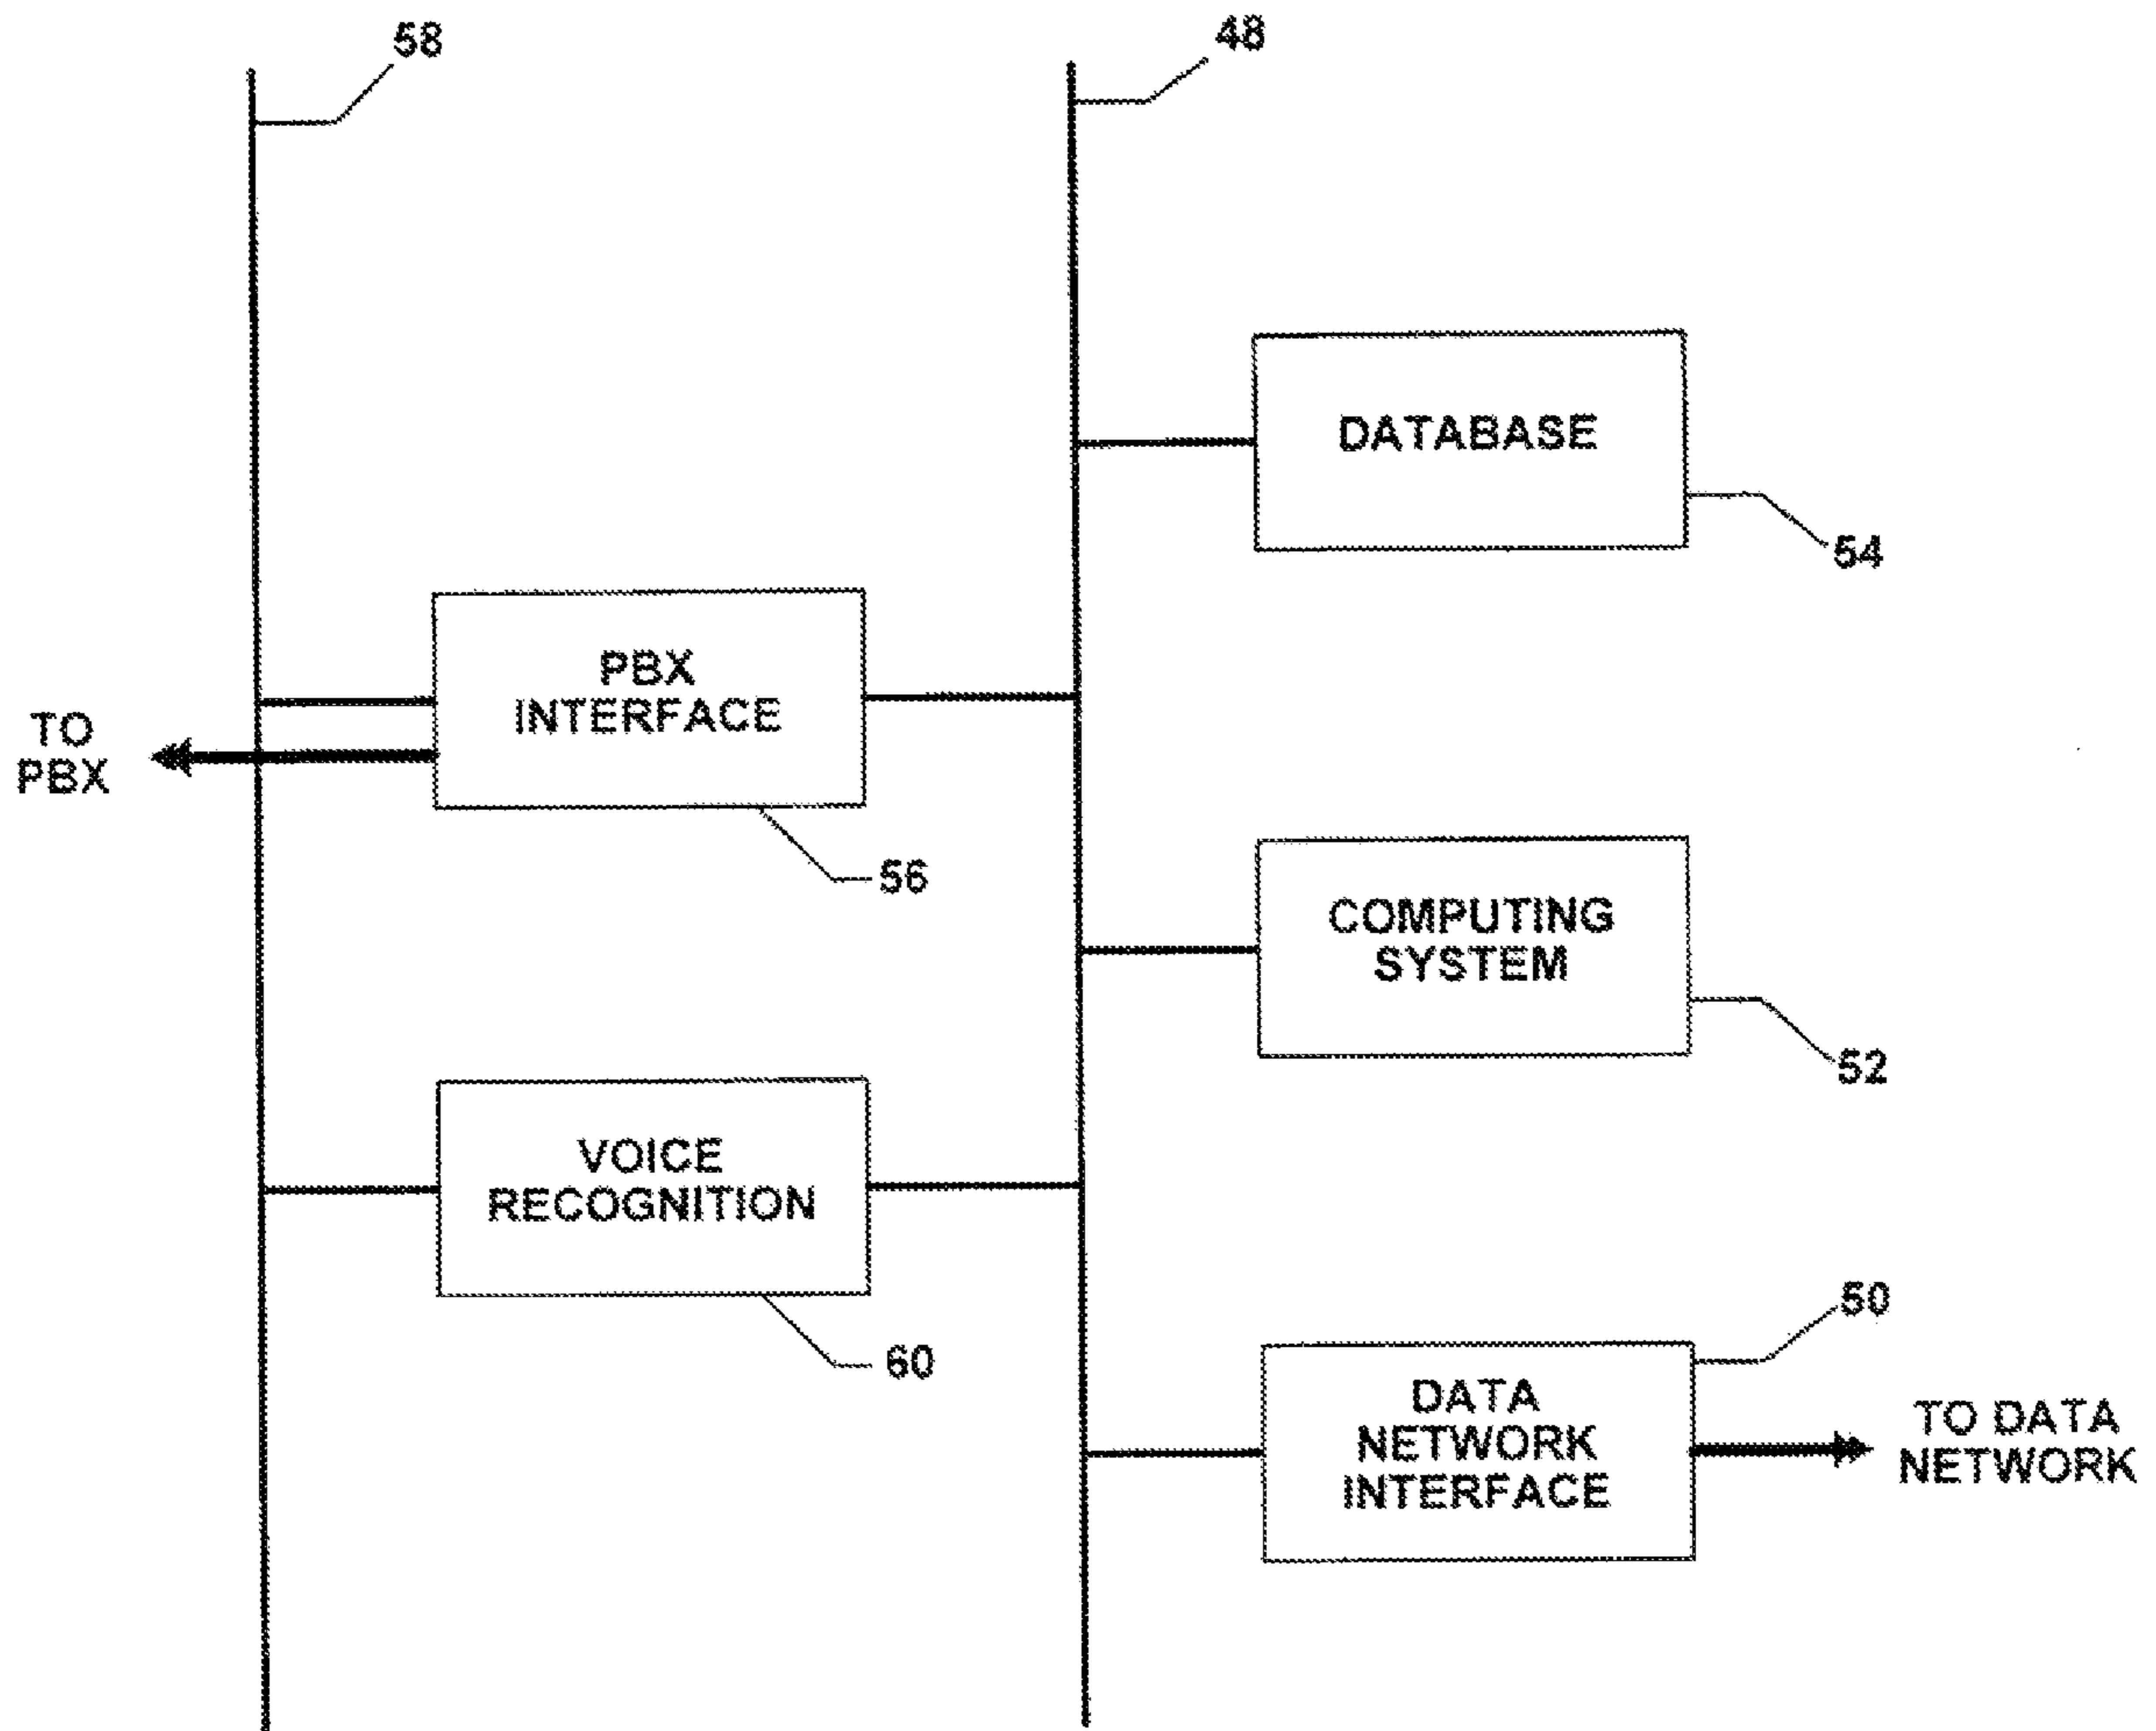 58
48
DATABASE
54
PBX
INTERFACE
TO
PBX
56
COMPUTING
SYSTEM
52
VOICE
RECOGNITION
60
50
DATA
NETWORK
INTERFACE
TO DATA
NETWORK